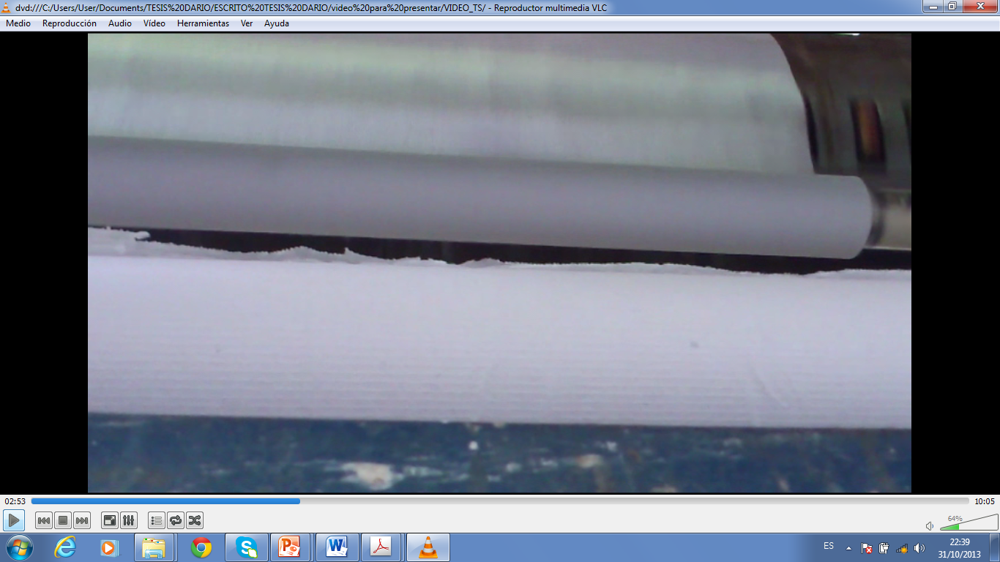 dvd:///C:/Users/User/Documents/TESIS%20DARIO/ESCRITO%20TESIS%20DARIO/video%20para%20presentar/VIDEO_TS/ - Reproductor multimedia VLC
Medio Reproducción Audio Vídeo Herramientas Ver Ayuda
02:53 10:05
64%
ES 22:39
31/10/2013